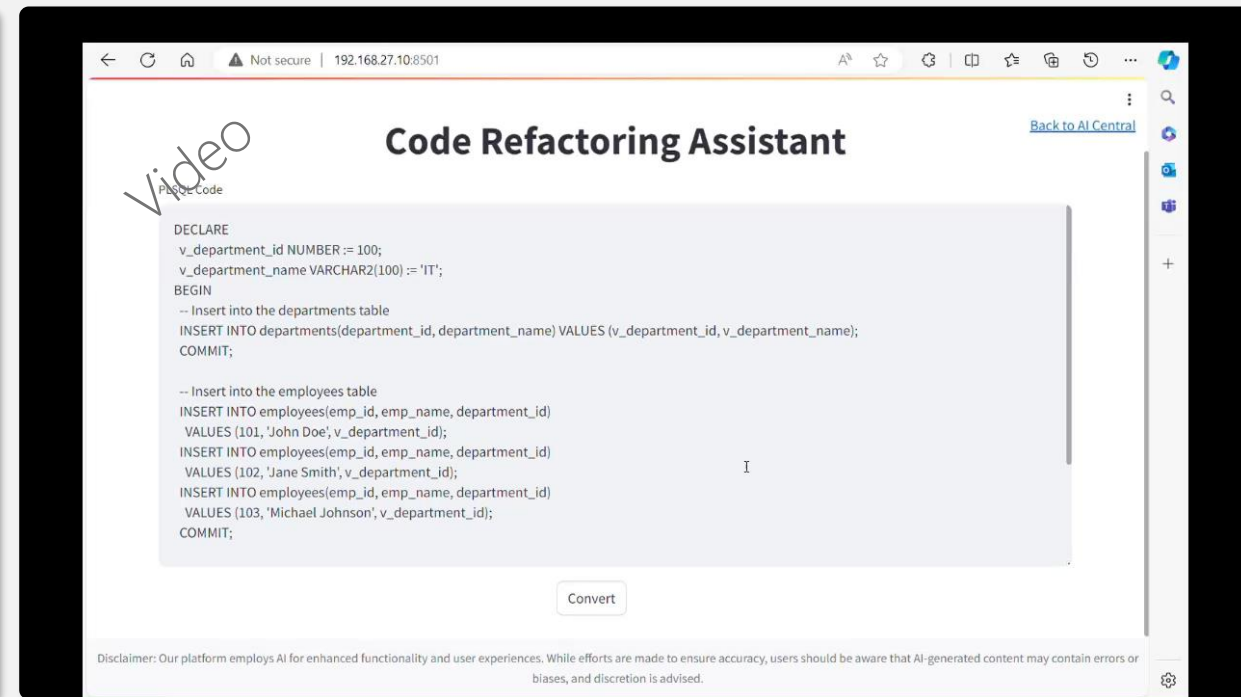 Not secure | 192.168.27.10:8501
Back to AI Central
Code Refactoring Assistant
Video
PLSQL Code
DECLARE
v_department_id NUMBER := 100;
v_department_name VARCHAR2(100) := 'IT';
BEGIN
-- Insert into the departments table
INSERT INTO departments(department_id, department_name) VALUES (v_department_id, v_department_name);
COMMIT;
-- Insert into the employees table
INSERT INTO employees(emp_id, emp_name, department_id)
VALUES (101, 'John Doe', v_department_id);
INSERT INTO employees(emp_id, emp_name, department_id)
VALUES (102, 'Jane Smith', v_department_id);
INSERT INTO employees(emp_id, emp_name, department_id)
VALUES (103, 'Michael Johnson', v_department_id);
COMMIT;
Convert
Disclaimer: Our platform employs AI for enhanced functionality and user experiences. While efforts are made to ensure accuracy, users should be aware that AI-generated content may contain errors or
biases, and discretion is advised.